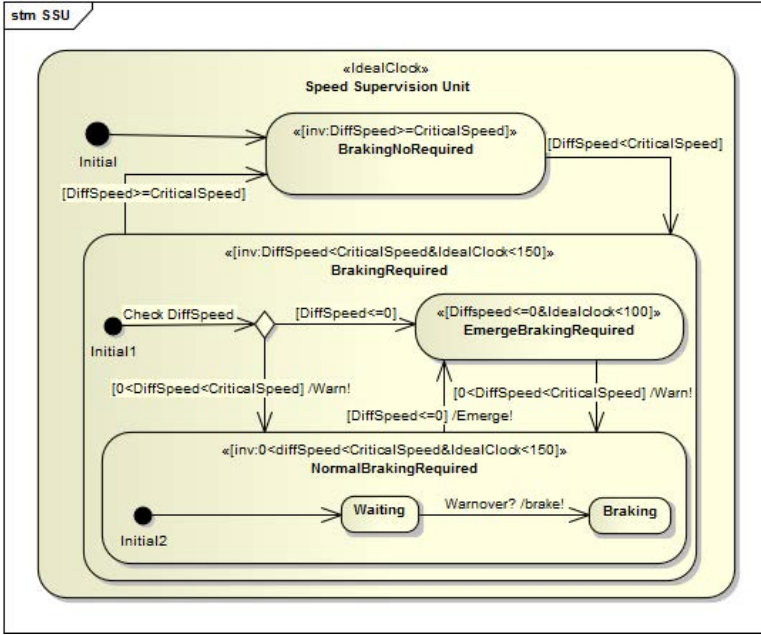 stm SSU
«IdealClock»
Speed Supervision Unit
«[inv:DiffSpeed>=CriticalSpeed]»
BrakingNoRequired
Initial
[DiffSpeed<CriticalSpeed]
[DiffSpeed>=CriticalSpeed]
«[inv:DiffSpeed<CriticalSpeed&IdealClock<150]»
BrakingRequired
Check DiffSpeed
[DiffSpeed<=0]
«[Diffspeed<=0&Idealclock<100]»
EmergeBrakingRequired
Initial1
[0<DiffSpeed<CriticalSpeed] /Warn!
[0<DiffSpeed<CriticalSpeed] /Warn!
[DiffSpeed<=0] /Emerge!
«[inv:0<diffSpeed<CriticalSpeed&IdealClock<150]»
NormalBrakingRequired
Waiting
Warnover? /brake!
Braking
Initial2